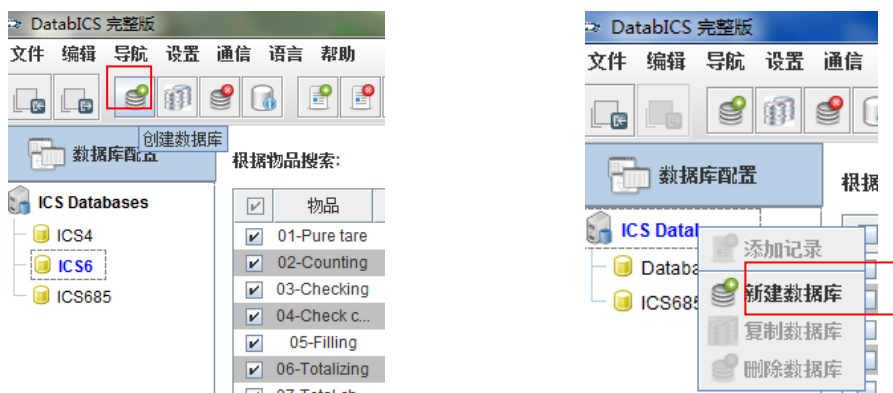 DatabICS 完整版
文件 编辑 导航 设置 通信 语言 帮助
创建数据库
数据库配置
根据物品搜索:
ICS Databases
ICS4
ICS6
ICS685
物品
01-Pure tare
02-Counting
03-Checking
04-Check c...
05-Filling
06-Totalizing
DatabICS 完整版
文件 编辑 导航 设置 通信
数据库配置
根据
ICS Datab
Databa
ICS685
添加记录
新建数据库
复制数据库
删除数据库